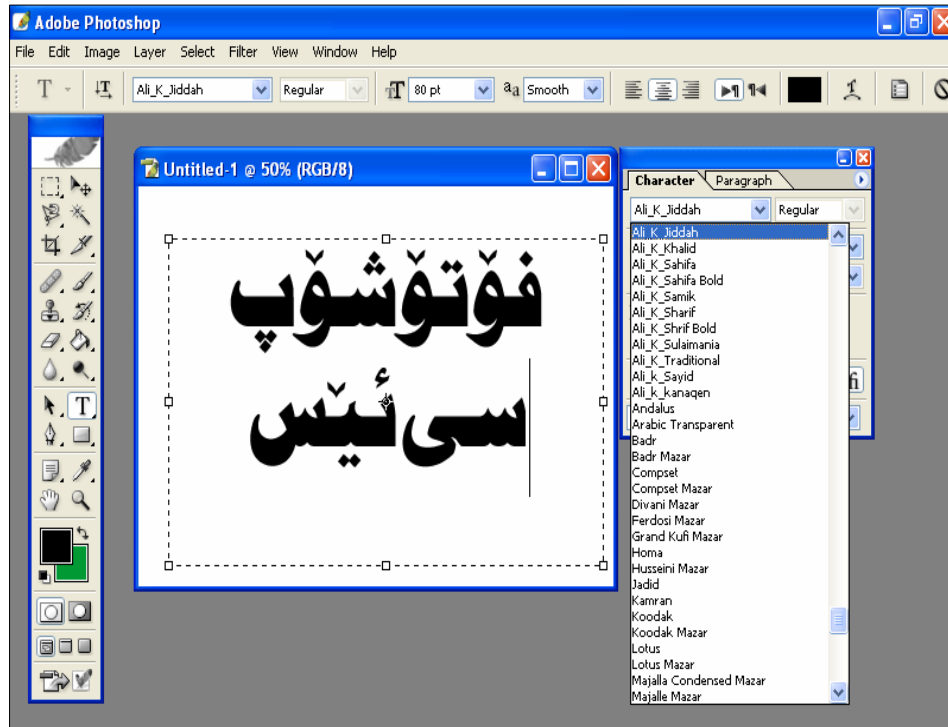 Adobe Photoshop
File Edit Image Layer Select Filter View Window Help
T Ali_K_Jiddah Regular 80 pt aa Smooth
Untitled-1 @ 50% (RGB/8)
فۆتۆشۆپ
سی ئێس
Character Paragraph
Ali_K_Jiddah Regular
Ali_K_Jiddah
Ali_K_Khalid
Ali_K_Sahifa
Ali_K_Sahifa Bold
Ali_K_Samik
Ali_K_Sharif
Ali_K_Shrif Bold
Ali_K_Sulaimania
Ali_K_Traditional
Ali_k_Sayid
Ali_k_kanaqen
Andalus
Arabic Transparent
Badr
Badr Mazar
Compset
Compset Mazar
Divani Mazar
Ferdosi Mazar
Grand Kufi Mazar
Homa
Husseini Mazar
Jadid
Kamran
Koodak
Koodak Mazar
Lotus
Lotus Mazar
Majalla Condensed Mazar
Majalle Mazar
fi
T